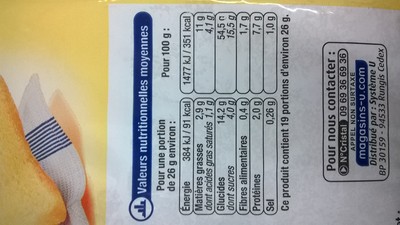 Valeurs nutritionnelles moyennes
Pour une portion de 26 g environ : Pour 100 g :
Énergie 384 kJ / 91 kcal 1477 kJ / 351 kcal
Matières grasses 2,9 g 11 g
dont acides gras saturés 1,1 g 4,1 g
Glucides 14,2 g 54,5 g
dont sucres 4,0 g 15,5 g
Fibres alimentaires 0,4 g 1,7 g
Protéines 2,0 g 7,7 g
Sel 0,26 g 1,0 g
Ce produit contient 19 portions d'environ 26 g.
Pour nous contacter :
N°Cristal 09 69 36 69 36
APPEL NON SURTAXÉ
magasins-u.com
Distribué par : Système U
BP 30159 - 94533 Rungis Cedex